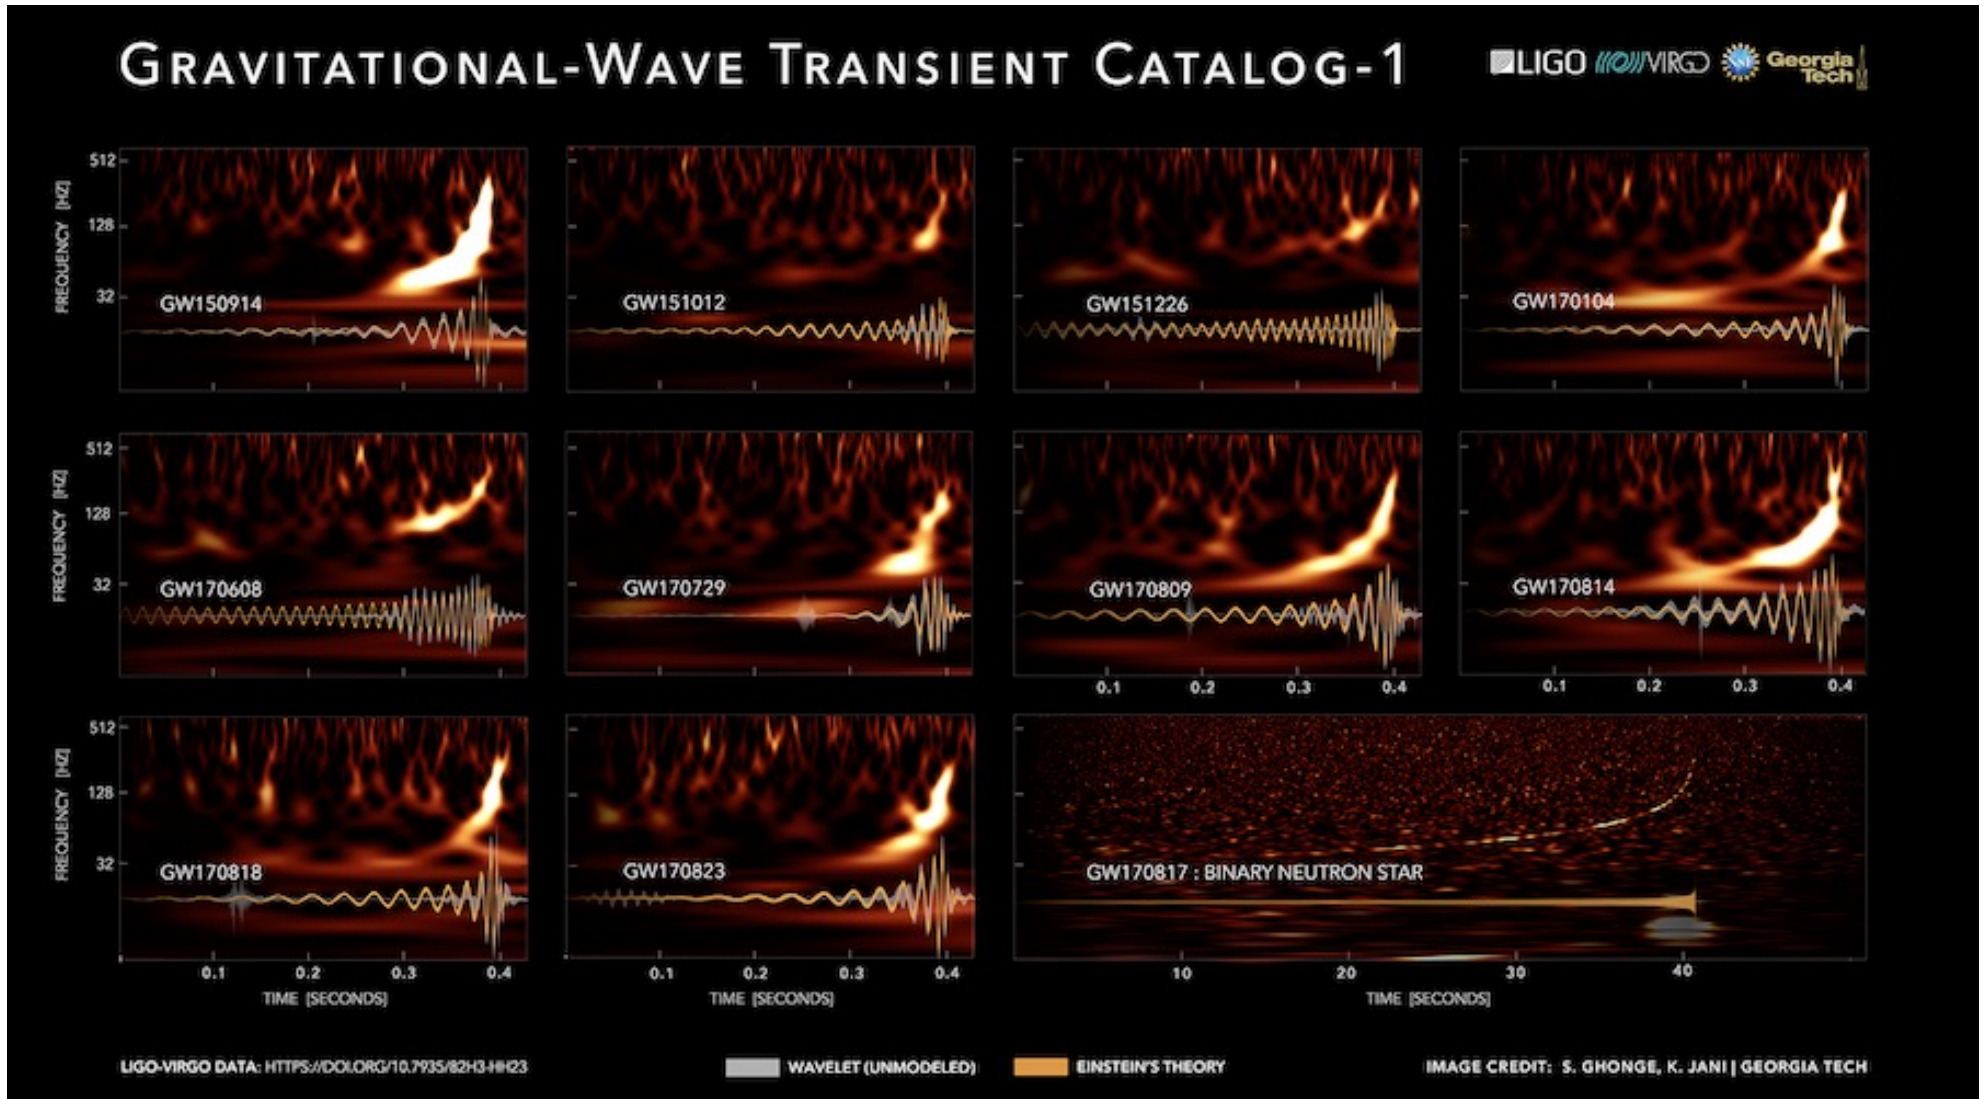 GRAVITATIONAL-WAVE TRANSIENT CATALOG-1
LIGO VIRGO NSF Georgia Tech
FREQUENCY [HZ]
512
128
32
GW150914
GW151012
GW151226
GW170104
FREQUENCY [HZ]
512
128
32
GW170608
GW170729
GW170809
GW170814
0.1 0.2 0.3 0.4
0.1 0.2 0.3 0.4
FREQUENCY [HZ]
512
128
32
GW170818
GW170823
GW170817 : BINARY NEUTRON STAR
0.1 0.2 0.3 0.4
0.1 0.2 0.3 0.4
10 20 30 40
TIME [SECONDS]
TIME [SECONDS]
TIME [SECONDS]
LIGO-VIRGO DATA: HTTPS://DOI.ORG/10.7935/82H3-HH23
WAVELET (UNMODELED)
EINSTEIN'S THEORY
IMAGE CREDIT: S. GHONGE, K. JANI | GEORGIA TECH